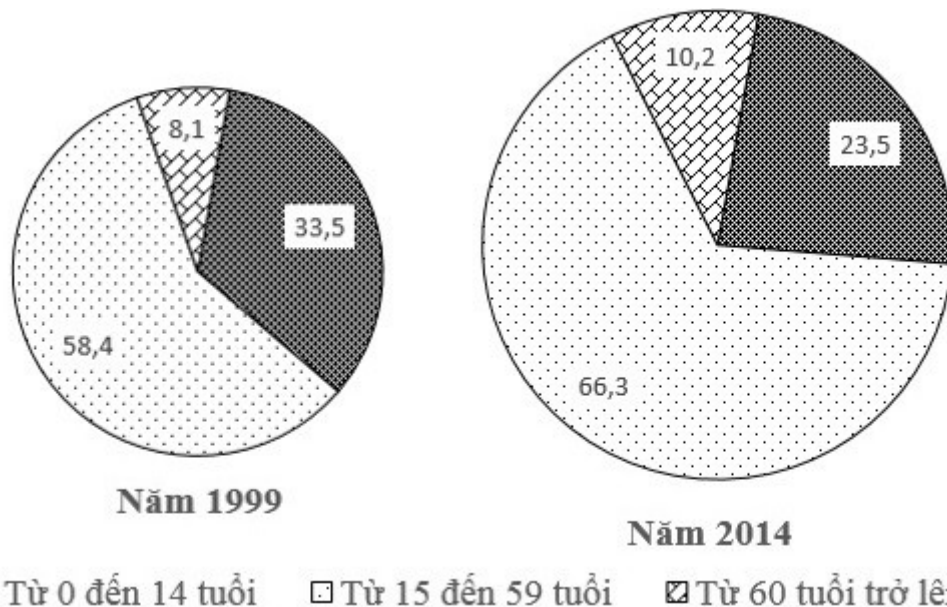 8,1
33,5
58,4
Năm 1999
10,2
23,5
66,3
Năm 2014
Từ 0 đến 14 tuổi
Từ 15 đến 59 tuổi
Từ 60 tuổi trở lê